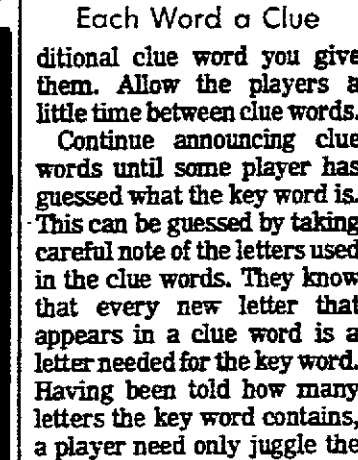 Each Word a Clue
ditional clue word you give
them. Allow the players a
little time between clue words.
Continue announcing clue
words until some player has
guessed what the key word is.
This can be guessed by taking
careful note of the letters used
in the clue words. They know
that every new letter that
appears in a clue word is a
letter needed for the key word.
Having been told how many
letters the key word contains,
a player need only juggle the